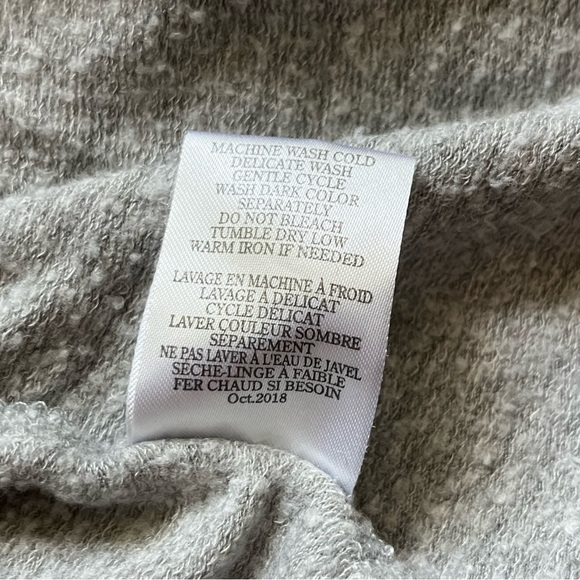 MACHINE WASH COLD
DELICATE WASH
GENTLE CYCLE
WASH DARK COLOR
SEPARATELY
DO NOT BLEACH
TUMBLE DRY LOW
WARM IRON IF NEEDED
LAVAGE EN MACHINE À FROID
LAVAGE À DELICAT
CYCLE DÉLICAT
LAVER COULEUR SOMBRE
SÉPARÉMENT
NE PAS LAVER À L'EAU DE JAVEL
SÈCHE-LINGE À FAIBLE
FER CHAUD SI BESOIN
Oct.2018